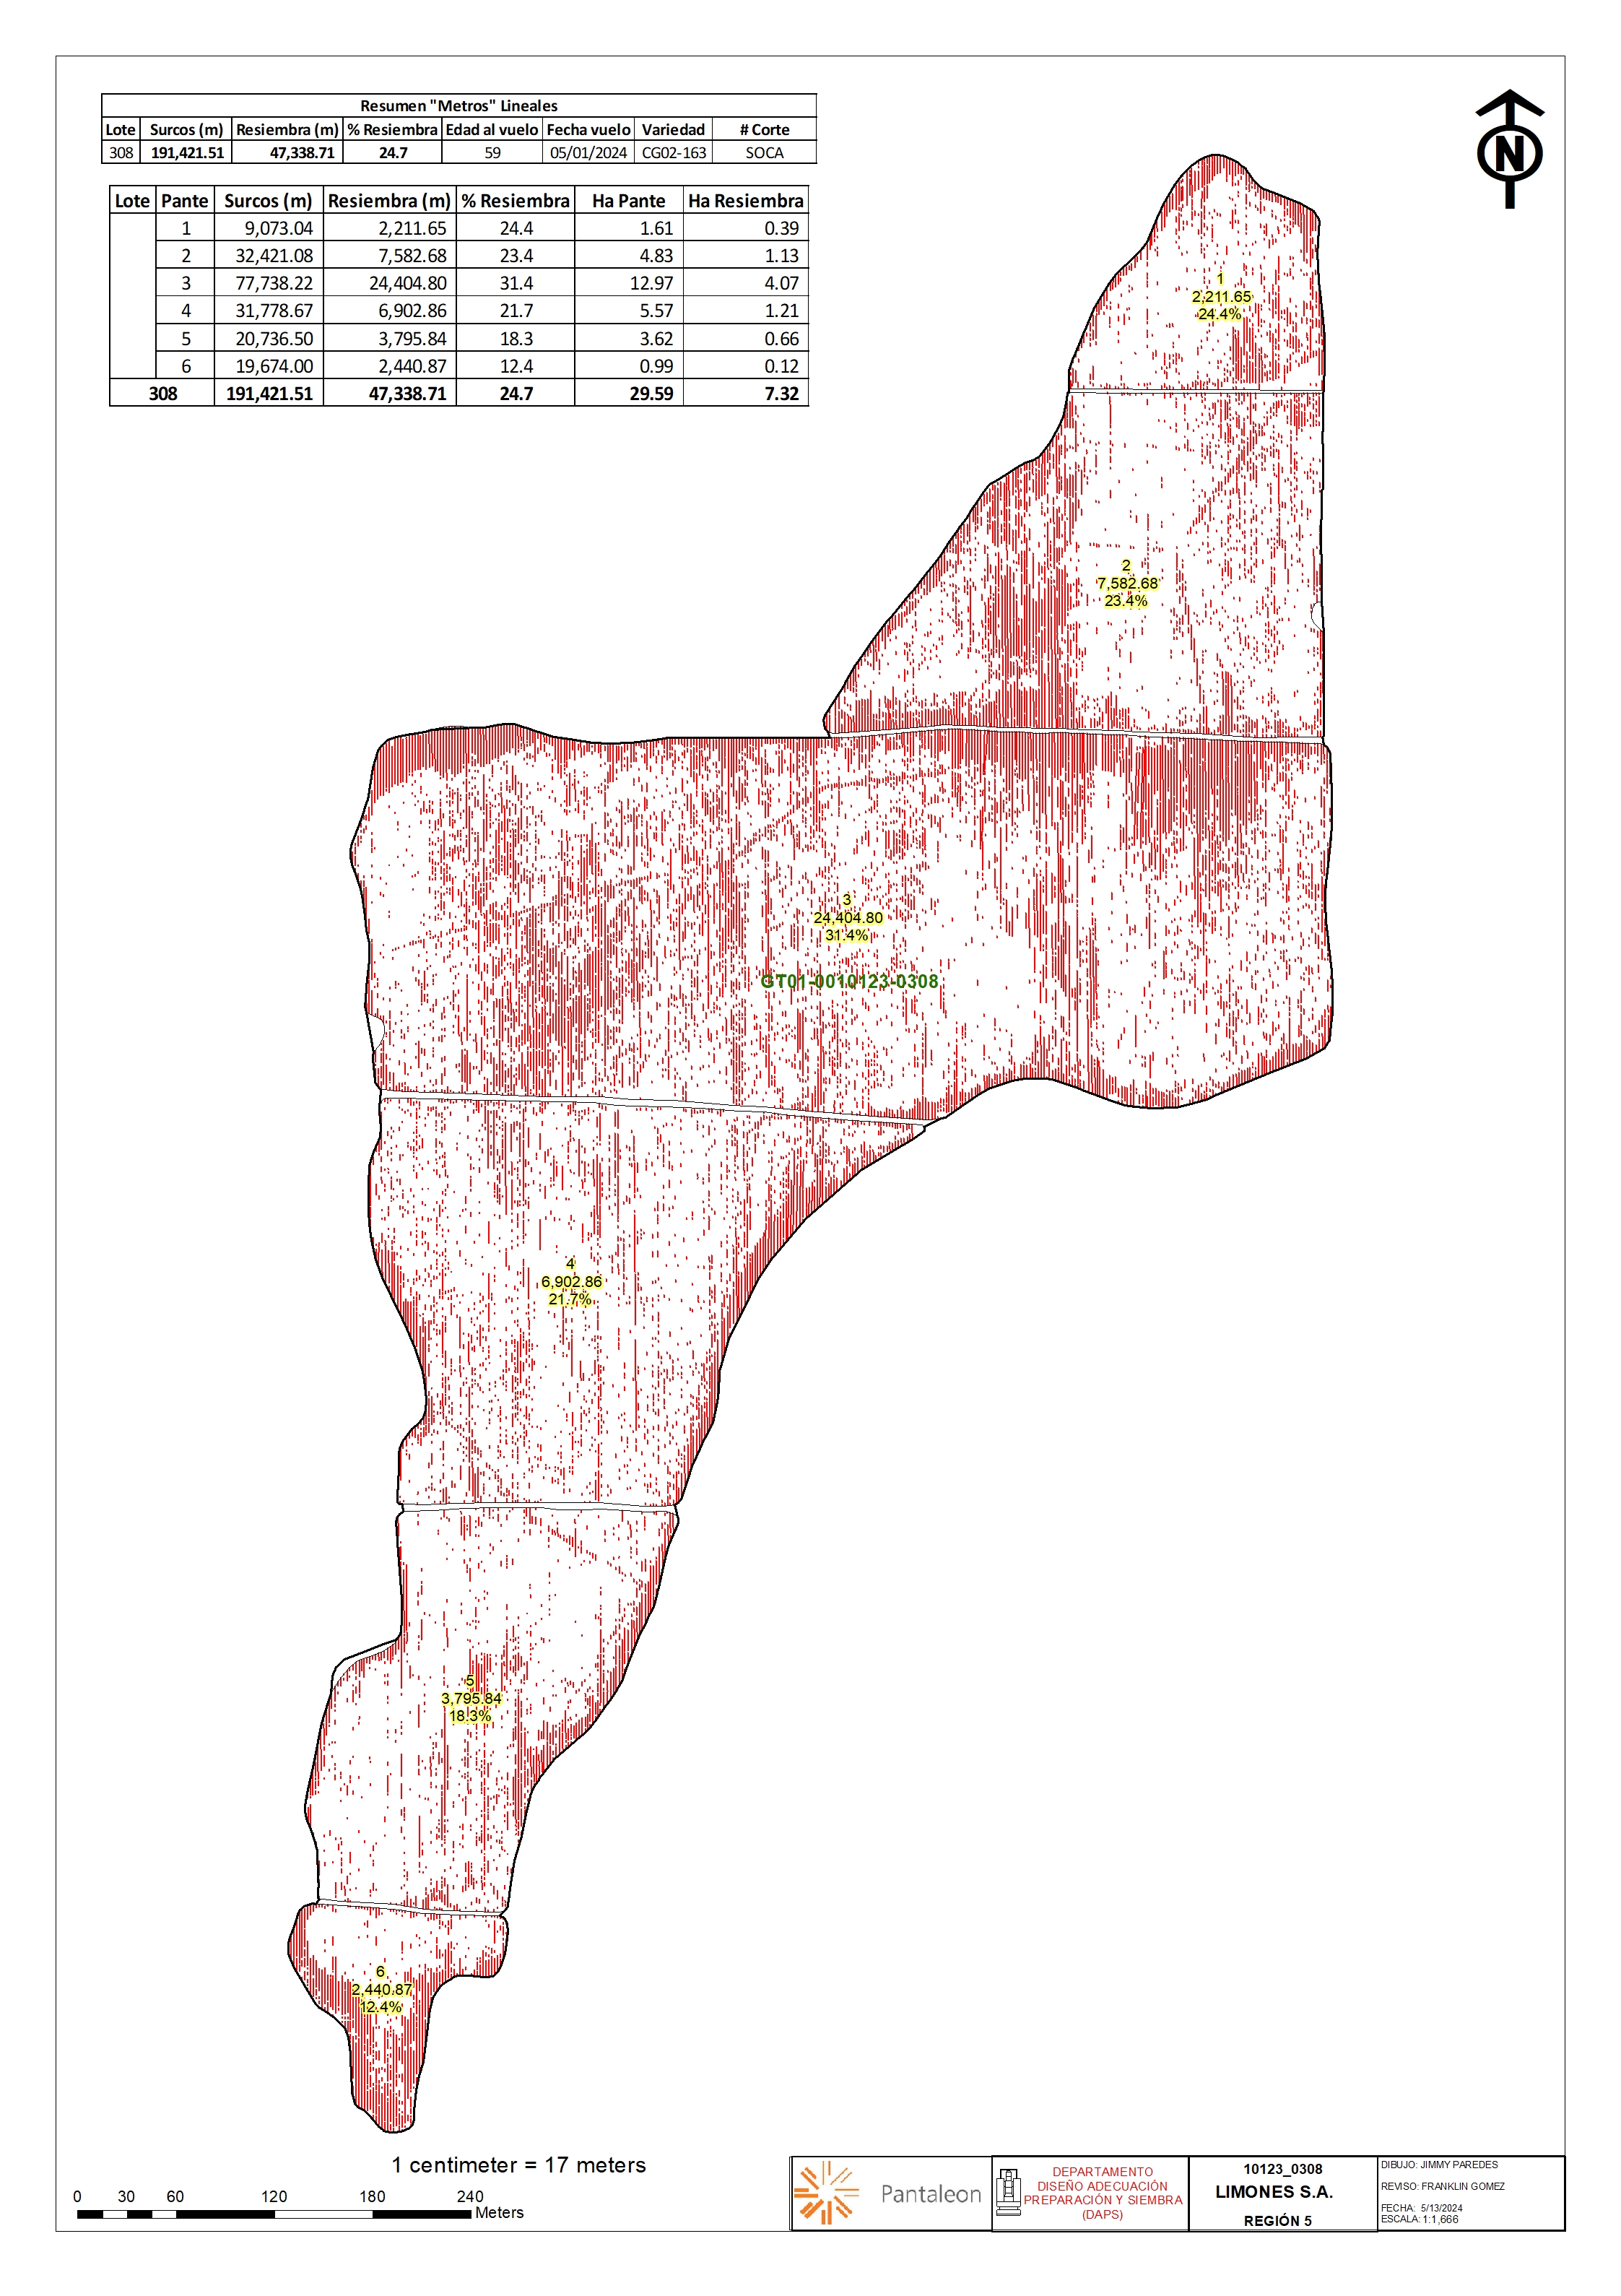 Resumen "Metros" Lineales
Lote Surcos (m) Resiembra (m) % Resiembra Edad al vuelo Fecha vuelo Variedad # Corte
308 191,421.51 47,338.71 24.7 59 05/01/2024 CG02-163 SOCA
Lote Pante Surcos (m) Resiembra (m) % Resiembra Ha Pante Ha Resiembra
1 9,073.04 2,211.65 24.4 1.61 0.39
2 32,421.08 7,582.68 23.4 4.83 1.13
3 77,738.22 24,404.80 31.4 12.97 4.07
4 31,778.67 6,902.86 21.7 5.57 1.21
5 20,736.50 3,795.84 18.3 3.62 0.66
6 19,674.00 2,440.87 12.4 0.99 0.12
308 191,421.51 47,338.71 24.7 29.59 7.32
N
1
2,211.65
24.4%
2
7,582.68
23.4%
3
24,404.80
31.4%
GT01-0010123-0308
4
6,902.86
21.7%
5
3,795.84
18.3%
6
2,440.87
12.4%
1 centimeter = 17 meters
0 30 60 120 180 240
Meters
Pantaleon
DEPARTAMENTO
DISEÑO ADECUACIÓN
PREPARACIÓN Y SIEMBRA
(DAPS)
10123_0308
LIMONES S.A.
REGIÓN 5
DIBUJO: JIMMY PAREDES
REVISO: FRANKLIN GOMEZ
FECHA: 5/13/2024
ESCALA: 1:1,666